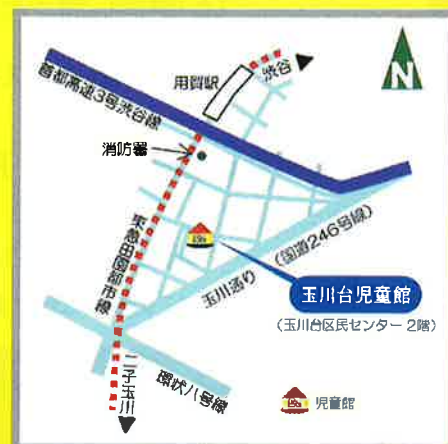 渋谷
用賀駅
N
首都高速3号渋谷線
消防署
東急田園都市線
(国道246号線)
玉川通り
玉川台児童館
(玉川台区民センター 2階)
二子玉川
環状八号線
児童館